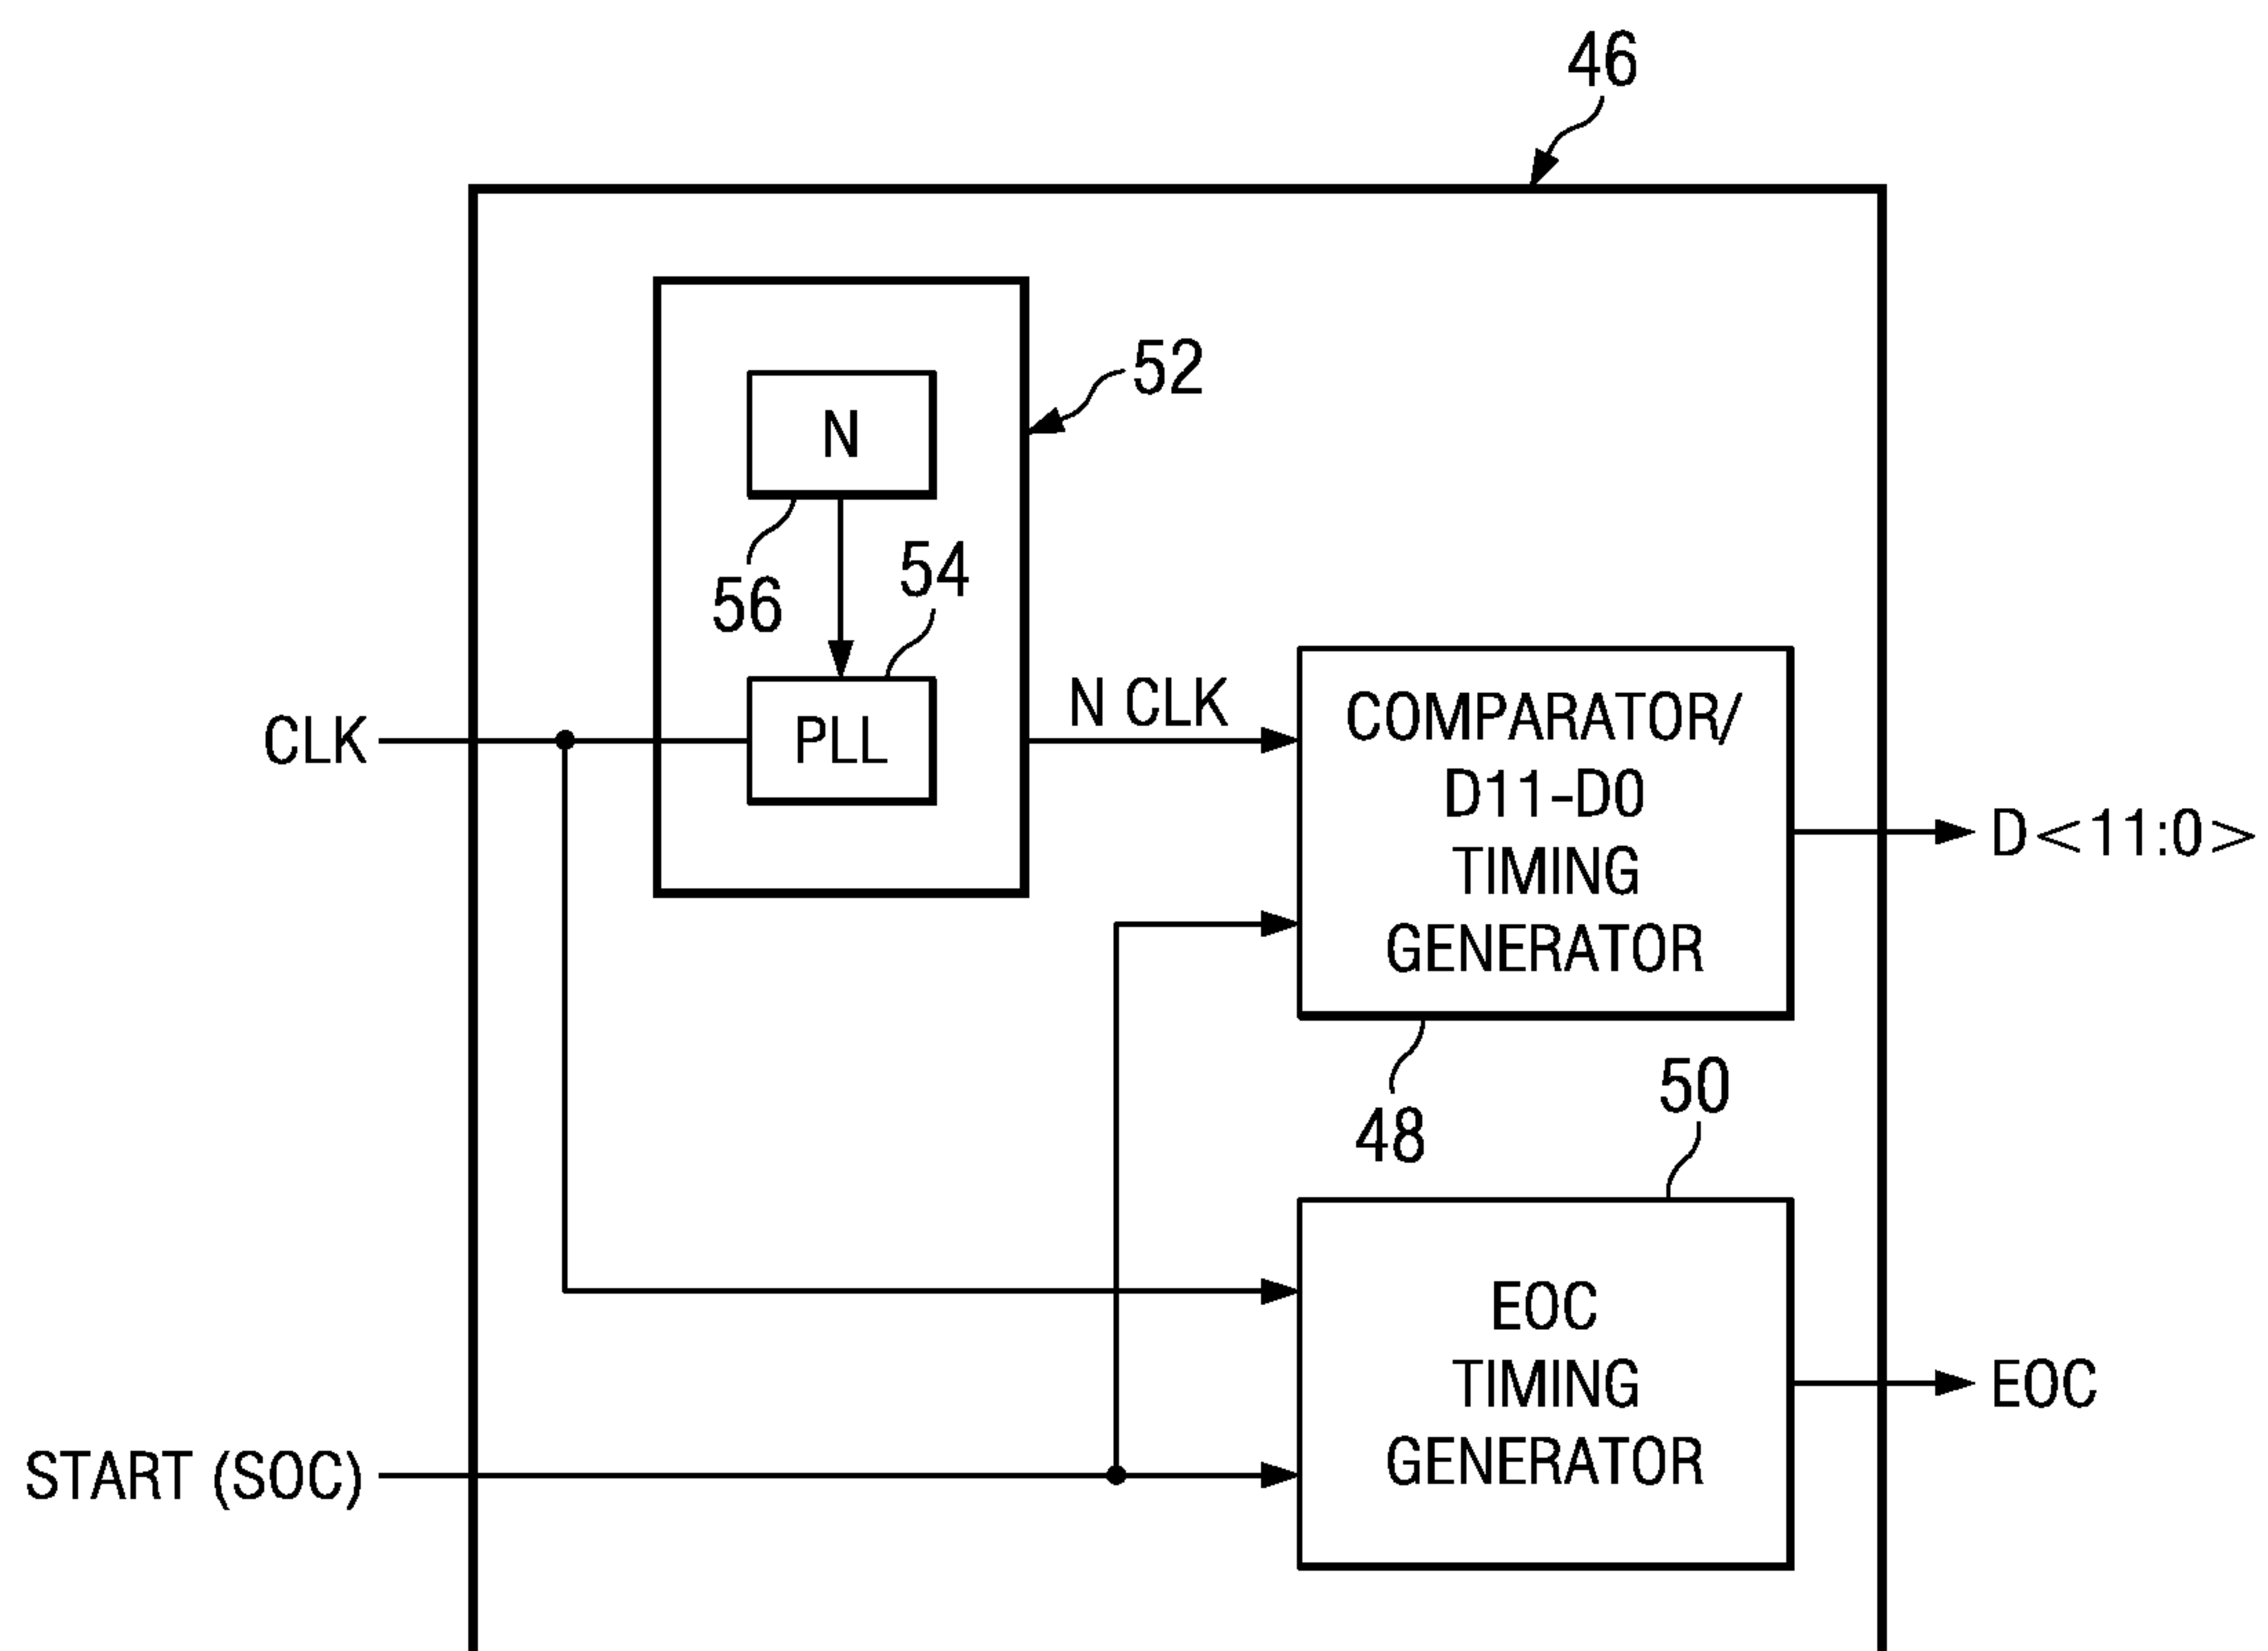 46
52
N
56
54
CLK
PLL
N CLK
COMPARATOR/
D11-D0
TIMING
GENERATOR
D<11:0>
48
50
EOC
TIMING
GENERATOR
EOC
START (SOC)